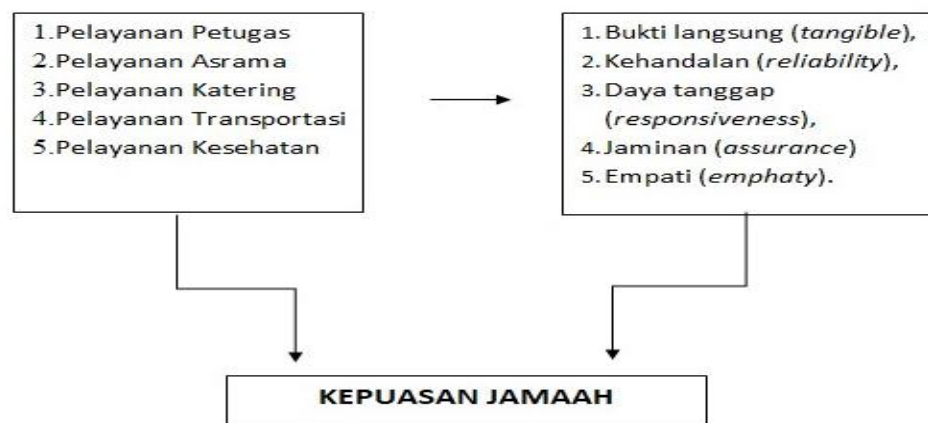 1.Pelayanan Petugas
2.Pelayanan Asrama
3.Pelayanan Katering
4.Pelayanan Transportasi
5.Pelayanan Kesehatan
1. Bukti langsung (tangible),
2. Kehandalan (reliability),
3. Daya tanggap
(responsiveness),
4. Jaminan (assurance)
5. Empati (emphaty).
KEPUASAN JAMAAH